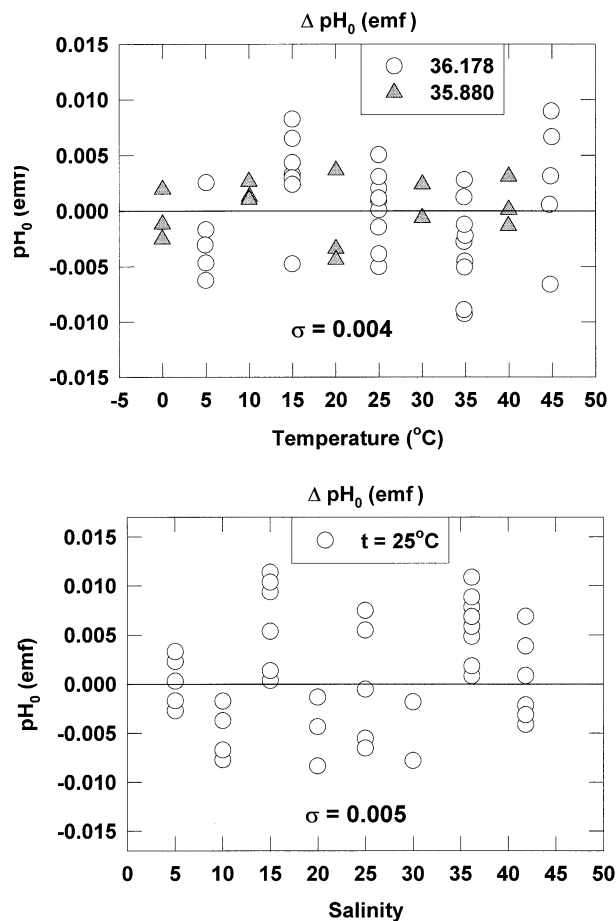 Δ pH0 (emf)
0.015
0.010
0.005
0.000
-0.005
-0.010
-0.015
pH0 (emf)
36.178
35.880
σ = 0.004
-5 0 5 10 15 20 25 30 35 40 45 50
Temperature (oC)
Δ pH0 (emf)
0.015
0.010
0.005
0.000
-0.005
-0.010
-0.015
pH0 (emf)
t = 25oC
σ = 0.005
0 5 10 15 20 25 30 35 40 45 50
Salinity